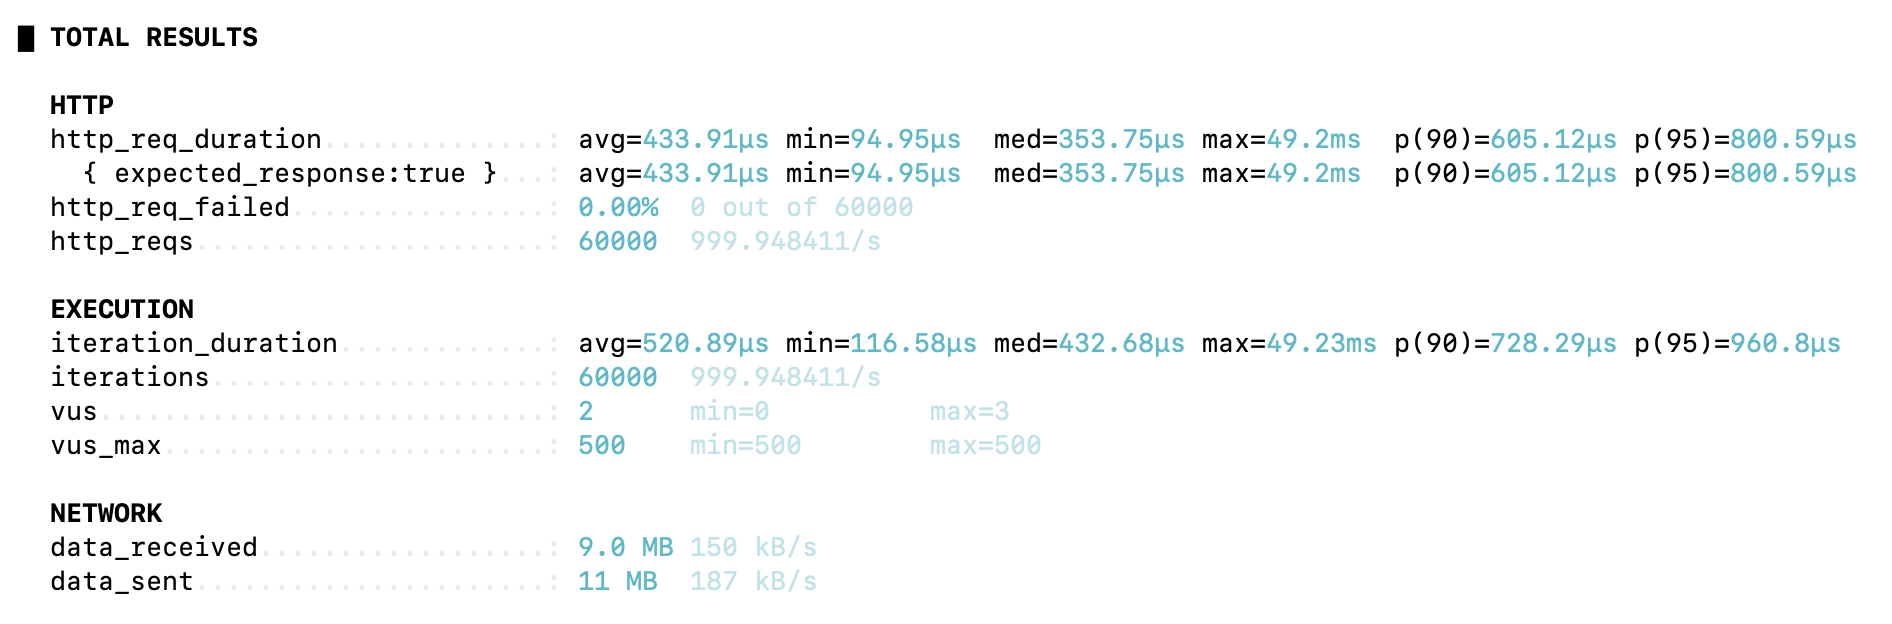 █ TOTAL RESULTS

HTTP
http_req_duration..............: avg=433.91µs min=94.95µs  med=353.75µs max=49.2ms  p(90)=605.12µs p(95)=800.59µs
  { expected_response:true }...: avg=433.91µs min=94.95µs  med=353.75µs max=49.2ms  p(90)=605.12µs p(95)=800.59µs
http_req_failed................: 0.00%  0 out of 60000
http_reqs......................: 60000  999.948411/s

EXECUTION
iteration_duration.............: avg=520.89µs min=116.58µs med=432.68µs max=49.23ms p(90)=728.29µs p(95)=960.8µs
iterations.....................: 60000  999.948411/s
vus............................: 2      min=0          max=3
vus_max........................: 500    min=500        max=500

NETWORK
data_received..................: 9.0 MB 150 kB/s
data_sent......................: 11 MB  187 kB/s